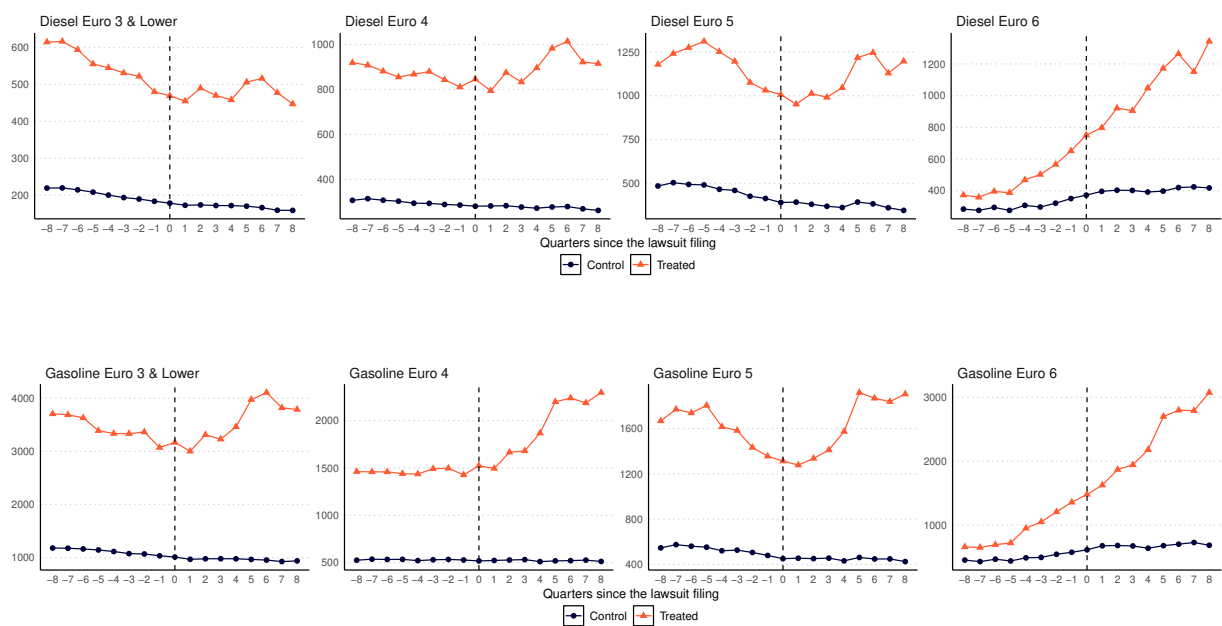 Diesel Euro 3 & Lower
600
500
400
300
200
−8 −7 −6 −5 −4 −3 −2 −1 0 1 2 3 4 5 6 7 8
Diesel Euro 4
1000
800
600
400
−8 −7 −6 −5 −4 −3 −2 −1 0 1 2 3 4 5 6 7 8
Diesel Euro 5
1250
1000
750
500
−8 −7 −6 −5 −4 −3 −2 −1 0 1 2 3 4 5 6 7 8
Diesel Euro 6
1200
1000
800
600
400
−8 −7 −6 −5 −4 −3 −2 −1 0 1 2 3 4 5 6 7 8
Quarters since the lawsuit filing
Control Treated
Gasoline Euro 3 & Lower
4000
3000
2000
1000
−8 −7 −6 −5 −4 −3 −2 −1 0 1 2 3 4 5 6 7 8
Gasoline Euro 4
2000
1500
1000
500
−8 −7 −6 −5 −4 −3 −2 −1 0 1 2 3 4 5 6 7 8
Gasoline Euro 5
1600
1200
800
400
−8 −7 −6 −5 −4 −3 −2 −1 0 1 2 3 4 5 6 7 8
Gasoline Euro 6
3000
2000
1000
−8 −7 −6 −5 −4 −3 −2 −1 0 1 2 3 4 5 6 7 8
Quarters since the lawsuit filing
Control Treated